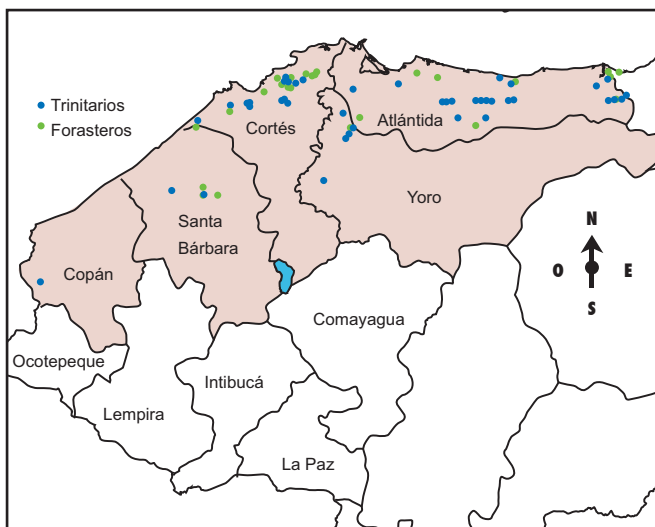 Trinitarios
Forasteros
Cortés
Atlántida
Yoro
Santa
Bárbara
Copán
N
O E
S
Comayagua
Ocotepeque
Intibucá
Lempira
La Paz